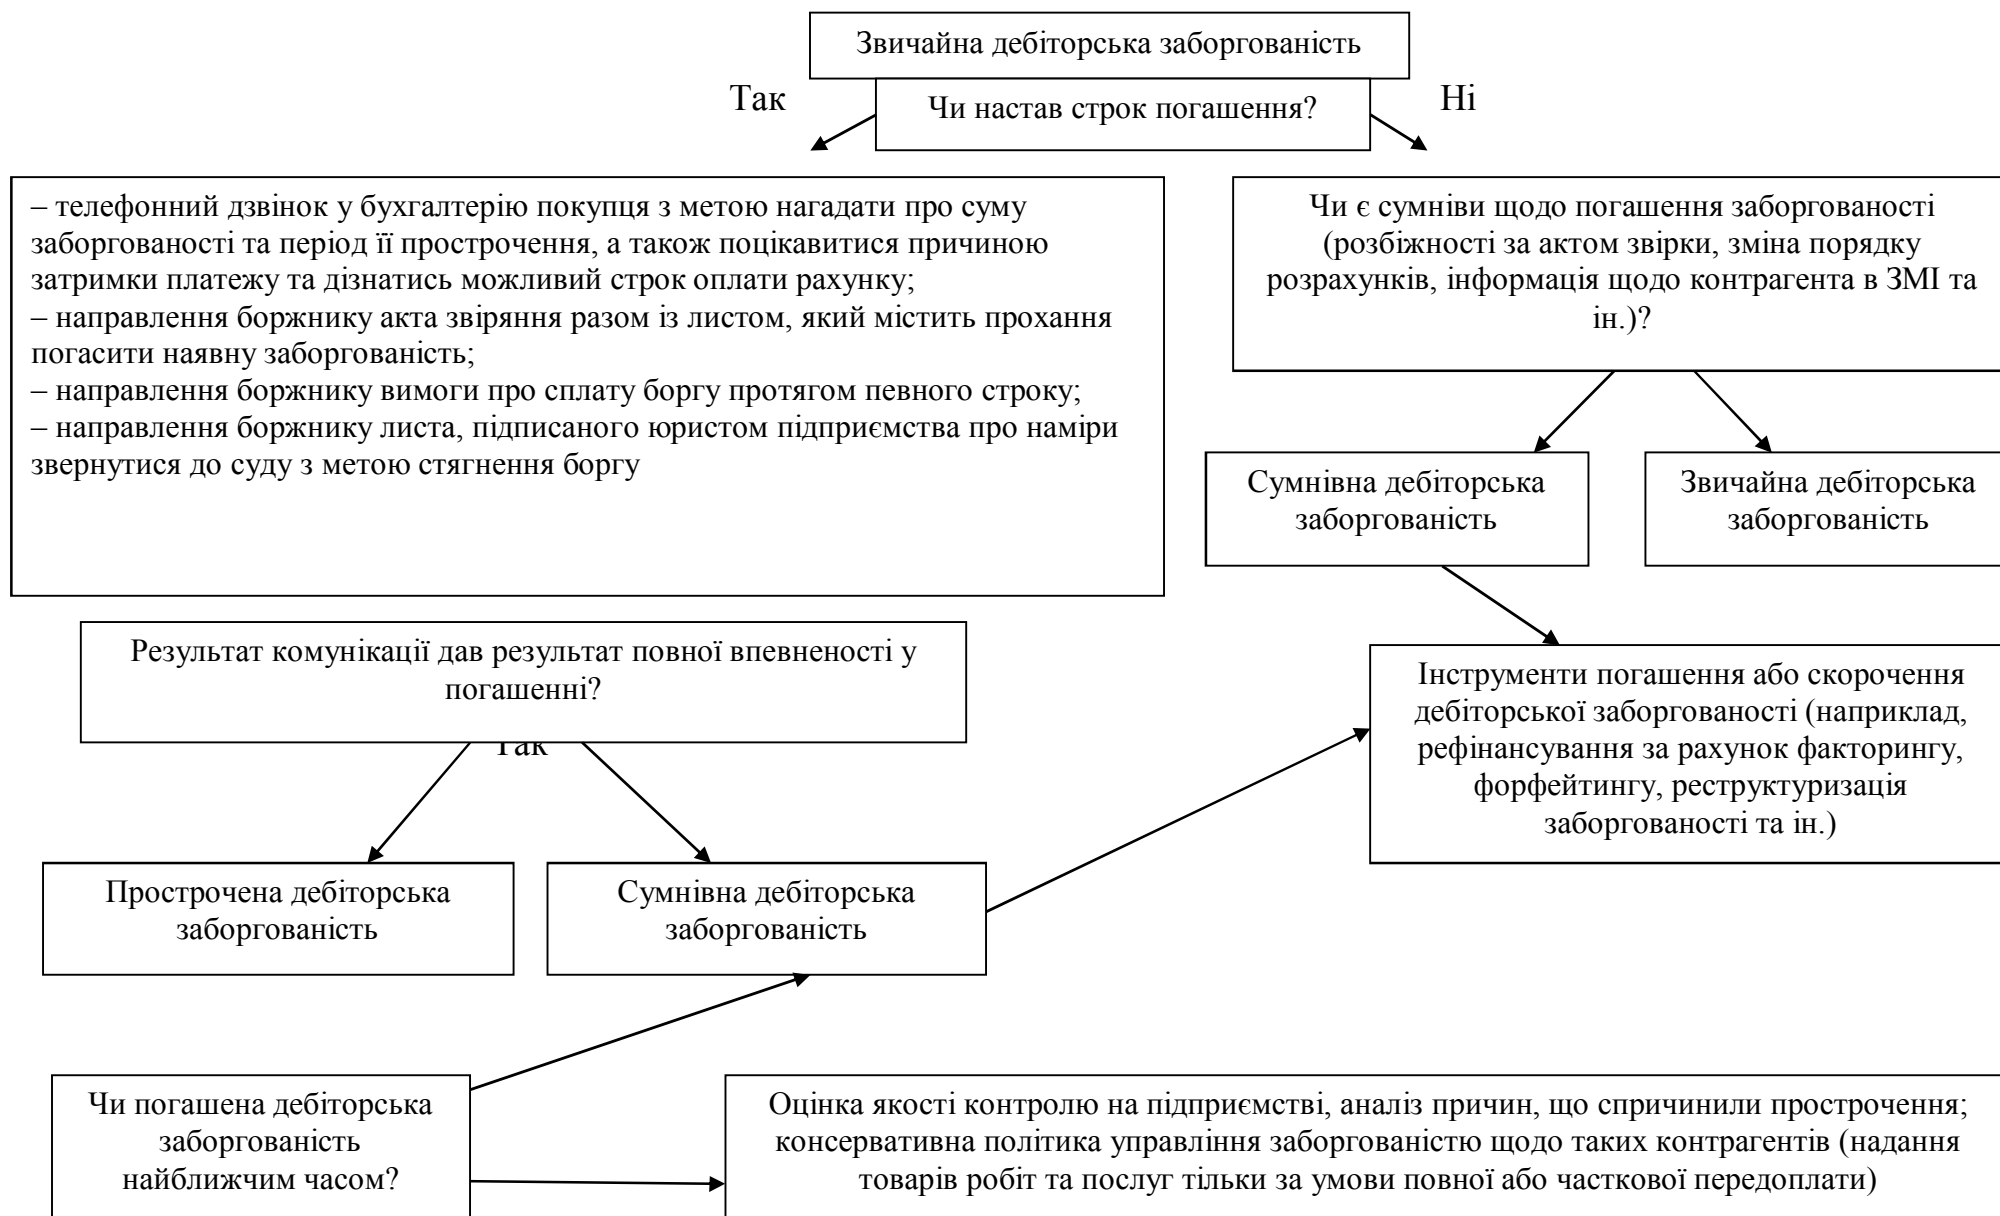 Звичайна дебіторська заборгованість
Так
Чи настав строк погашення?
Ні
– телефонний дзвінок у бухгалтерію покупця з метою нагадати про суму
заборгованості та період її прострочення, а також поцікавитися причиною
затримки платежу та дізнатись можливий строк оплати рахунку;
– направлення боржнику акта звіряння разом із листом, який містить прохання
погасити наявну заборгованість;
– направлення боржнику вимоги про сплату боргу протягом певного строку;
– направлення боржнику листа, підписаного юристом підприємства про наміри
звернутися до суду з метою стягнення боргу
Чи є сумніви щодо погашення заборгованості
(розбіжності за актом звірки, зміна порядку
розрахунків, інформація щодо контрагента в ЗМІ та
ін.)?
Сумнівна дебіторська
заборгованість
Звичайна дебіторська
заборгованість
Результат комунікації дав результат повної впевненості у
погашенні?
Так
Інструменти погашення або скорочення
дебіторської заборгованості (наприклад,
рефінансування за рахунок факторингу,
форфейтингу, реструктуризація
заборгованості та ін.)
Прострочена дебіторська
заборгованість
Сумнівна дебіторська
заборгованість
Чи погашена дебіторська
заборгованість
найближчим часом?
Оцінка якості контролю на підприємстві, аналіз причин, що спричинили прострочення;
консервативна політика управління заборгованістю щодо таких контрагентів (надання
товарів робіт та послуг тільки за умови повної або часткової передоплати)